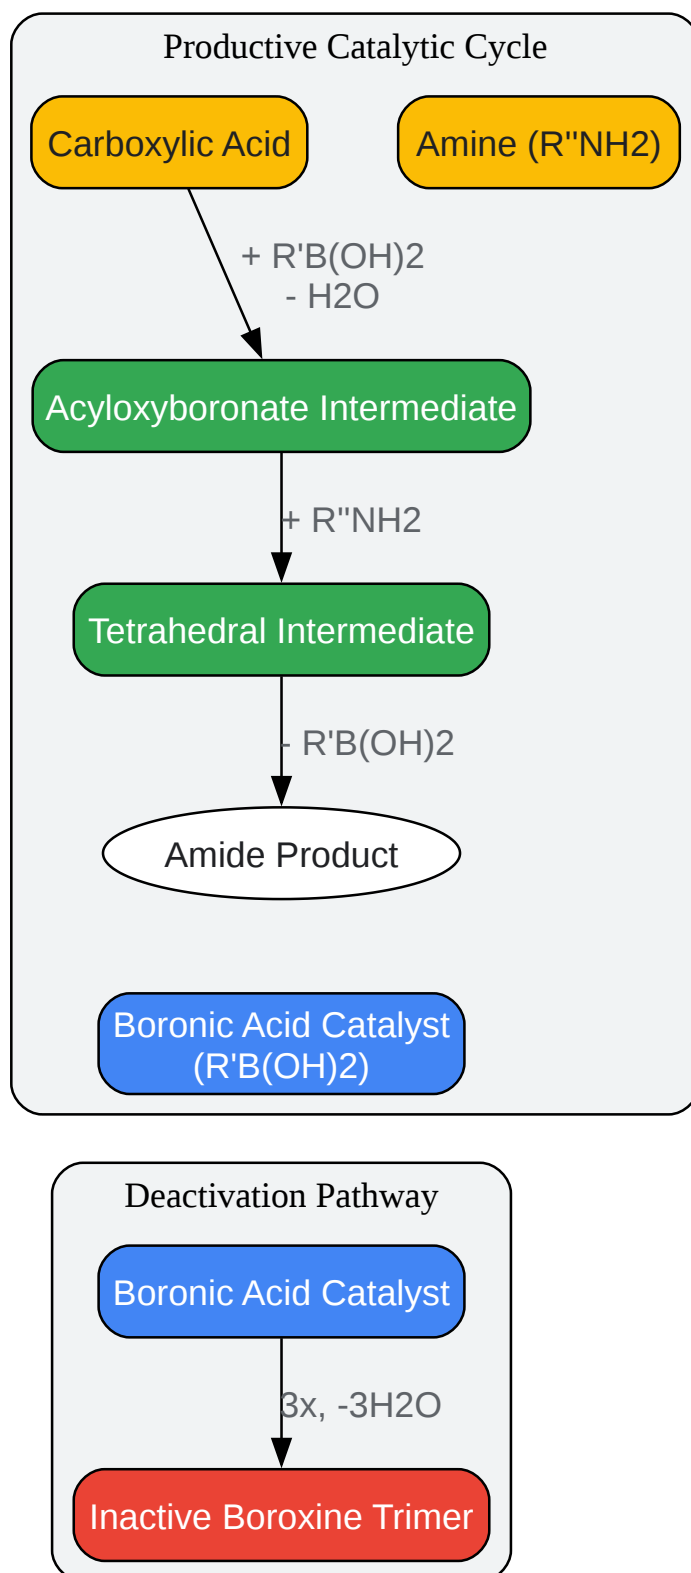 Productive Catalytic Cycle
Carboxylic Acid
Amine (R''NH2)
+ R'B(OH)2
- H2O
Acyloxyboronate Intermediate
+ R''NH2
Tetrahedral Intermediate
- R'B(OH)2
Amide Product
Boronic Acid Catalyst
(R'B(OH)2)
Deactivation Pathway
Boronic Acid Catalyst
3x, -3H2O
Inactive Boroxine Trimer